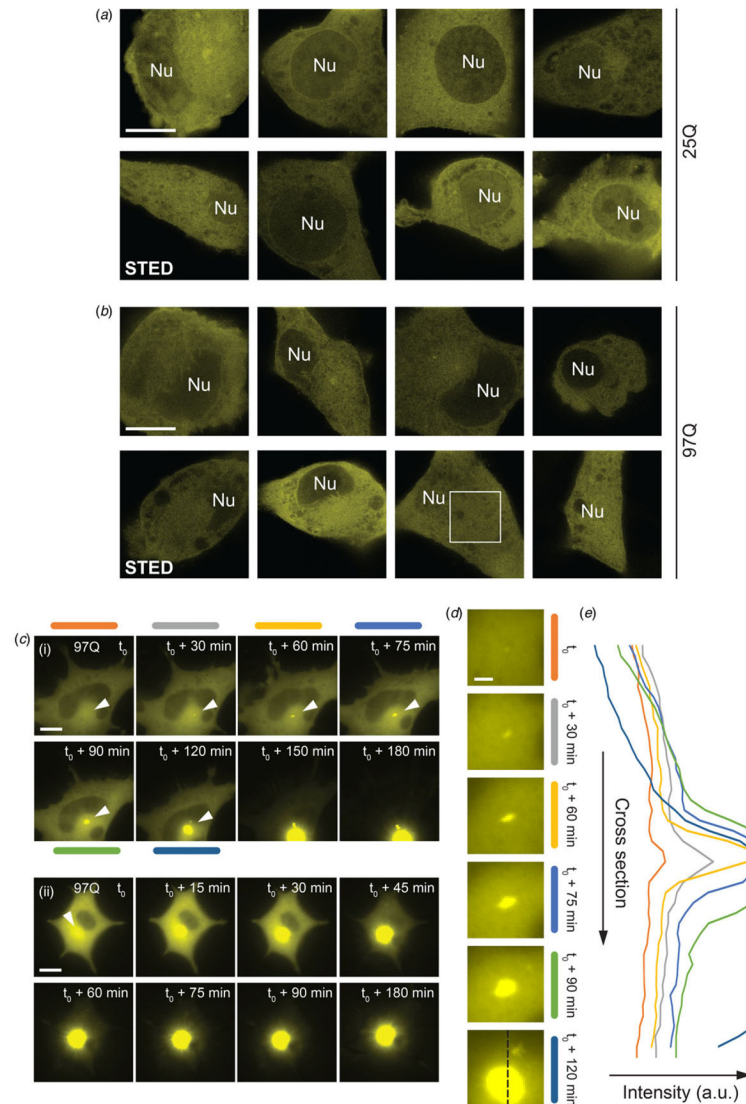 (a)
Nu Nu Nu Nu
25Q
Nu Nu Nu Nu
STED
(b)
Nu Nu Nu Nu
97Q
Nu Nu Nu Nu
STED
(c)
(i) 97Q t0 t0 + 30 min t0 + 60 min t0 + 75 min
t0 + 90 min t0 + 120 min t0 + 150 min t0 + 180 min
(ii) 97Q t0 t0 + 15 min t0 + 30 min t0 + 45 min
t0 + 60 min t0 + 75 min t0 + 90 min t0 + 180 min
(d)
t0
t0 + 30 min
t0 + 60 min
t0 + 75 min
t0 + 90 min
t0 + 120 min
(e)
Cross section
Intensity (a.u.)